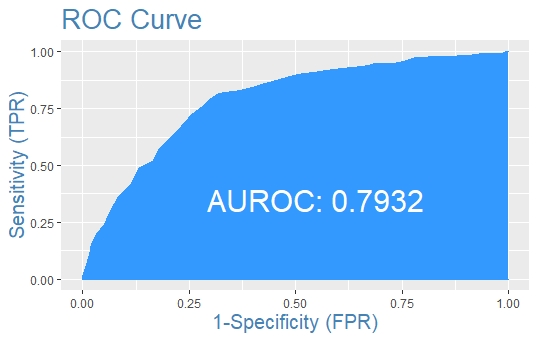 ROC Curve
Sensitivity (TPR)
1.00
0.75
0.50
0.25
0.00
AUROC: 0.7932
0.00 0.25 0.50 0.75 1.00
1-Specificity (FPR)